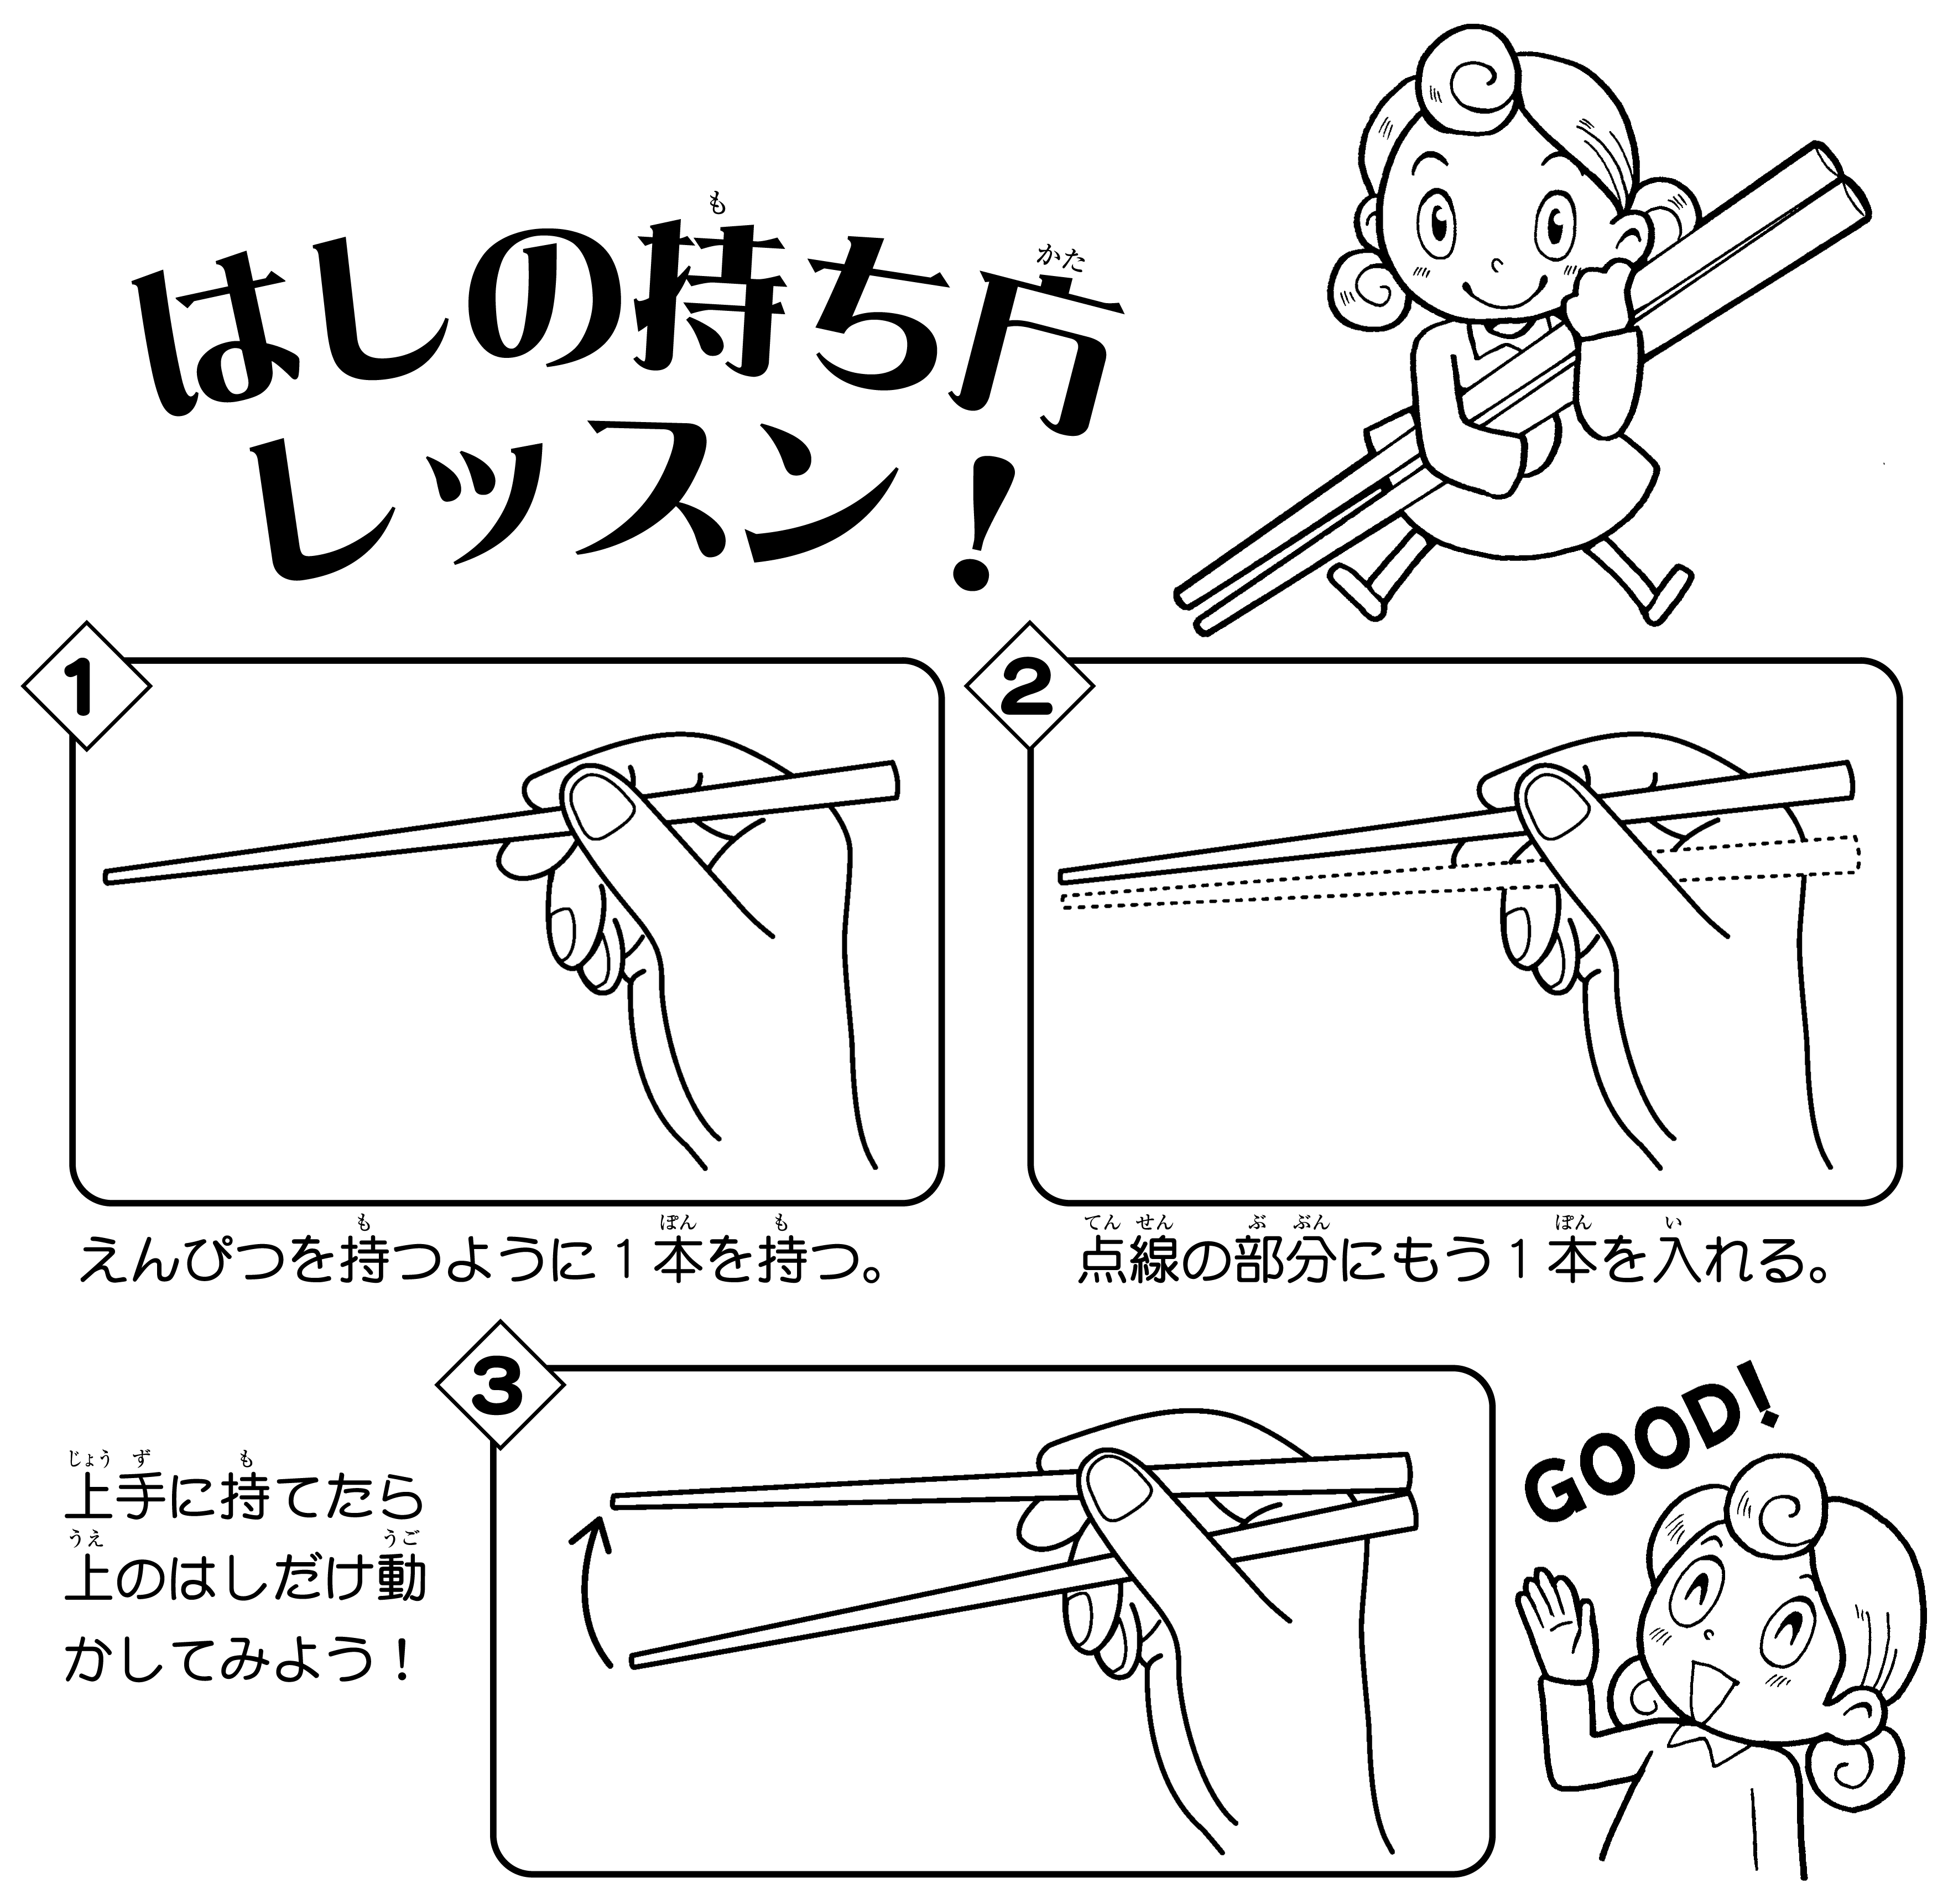 はしの持ち方
レッスン！
1
えんぴつを持つように1本を持つ。
2
点線の部分にもう1本を入れる。
3
上手に持てたら
上のはしだけ動
かしてみよう！
GOOD!